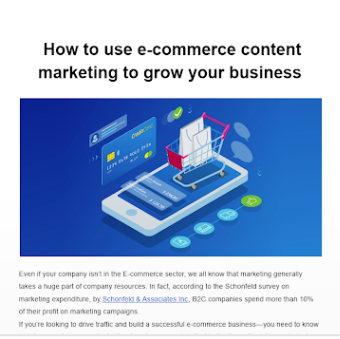 How to use e-commerce content
marketing to grow your business
Even if your company isn't in the E-commerce sector, we all know that marketing generally
takes a huge part of company resources. In fact, according to the Schonfeld survey on
marketing expenditure, by Schonfeld & Associates Inc, B2C companies spend more than 10%
of their profit on marketing campaigns.
If you're looking to drive traffic and build a successful e-commerce business—you need to know